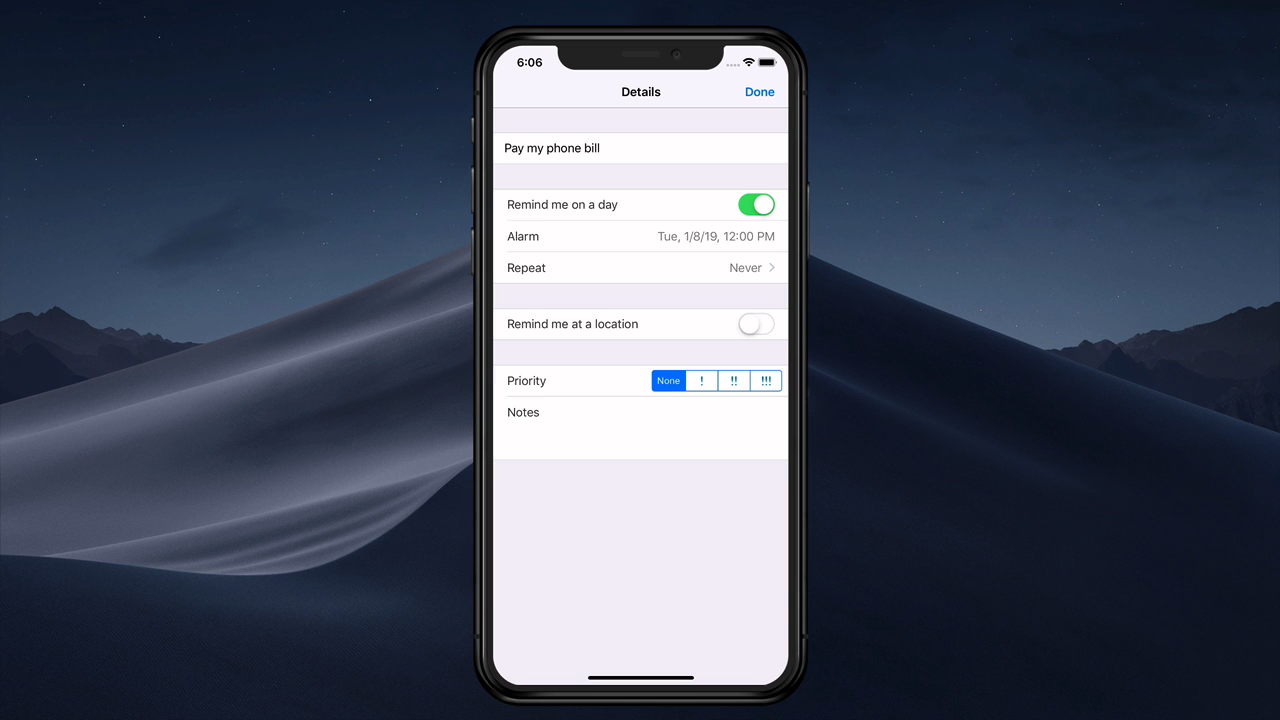 6:06
Details Done
Pay my phone bill
Remind me on a day
Alarm Tue, 1/8/19, 12:00 PM
Repeat Never
Remind me at a location
Priority None ! !! !!!
Notes